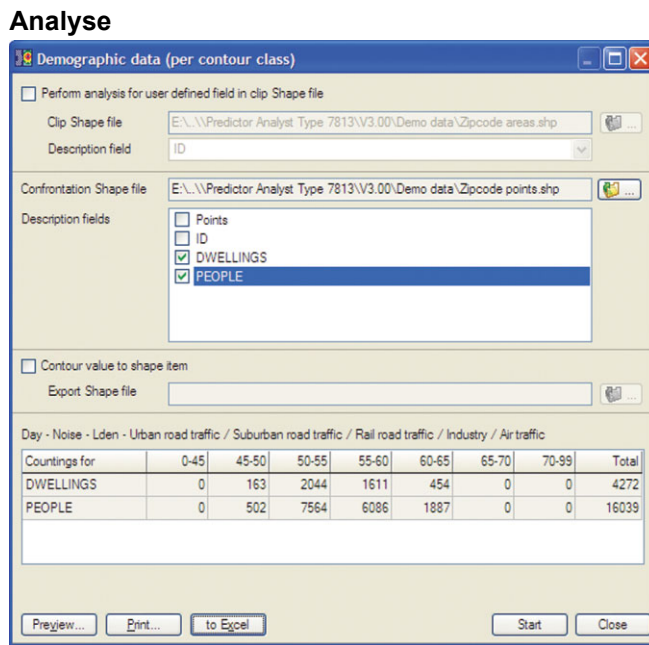 Analyse
Demographic data (per contour class)
Perform analysis for user defined field in clip Shape file
Clip Shape file E:\..\\Predictor Analyst Type 7813\V3.00\Demo data\Zipcode areas.shp ...
Description field ID
Confrontation Shape file E:\..\\Predictor Analyst Type 7813\V3.00\Demo data\Zipcode points.shp ...
Description fields Points
ID
DWELLINGS
PEOPLE
Contour value to shape item
Export Shape file ...
Day - Noise - Lden - Urban road traffic / Suburban road traffic / Rail road traffic / Industry / Air traffic
Countings for 0-45 45-50 50-55 55-60 60-65 65-70 70-99 Total
DWELLINGS 0 163 2044 1611 454 0 0 4272
PEOPLE 0 502 7564 6086 1887 0 0 16039
Preview... Print... to Excel Start Close